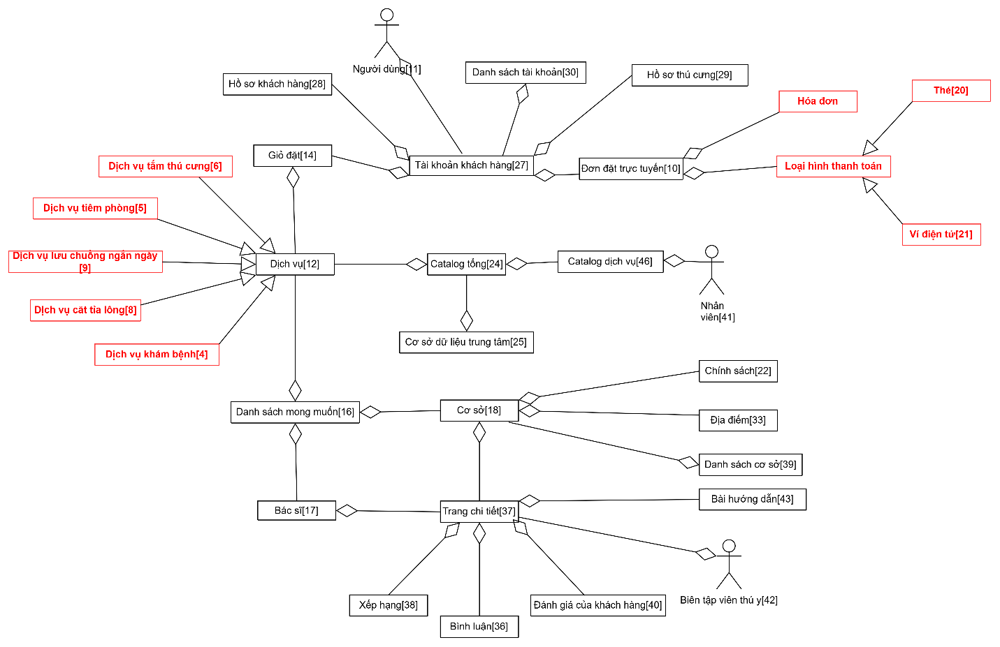 Người dùng[11]
Hồ sơ khách hàng[28]
Danh sách tài khoản[30]
Hồ sơ thú cưng[29]
Thẻ[20]
Hóa đơn
Giỏ đặt[14]
Tài khoản khách hàng[27]
Đơn đặt trực tuyến[10]
Loại hình thanh toán
Dịch vụ tắm thú cưng[6]
Dịch vụ tiêm phòng[5]
Ví điện tử[21]
Dịch vụ lưu chuồng ngắn ngày
[9]
Dịch vụ[12]
Catalog tổng[24]
Catalog dịch vụ[46]
Nhân
viên[41]
DỊch vụ cắt tỉa lông[8]
Cơ sở dữ liệu trung tâm[25]
Dịch vụ khám bệnh[4]
Chính sách[22]
Danh sách mong muốn[16]
Cơ sở[18]
Địa điểm[33]
Danh sách cơ sở[39]
Bài hướng dẫn[43]
Bác sĩ[17]
Trang chi tiết[37]
Biên tập viên thú y[42]
Xếp hạng[38]
Đánh giá của khách hàng[40]
Bình luận[36]